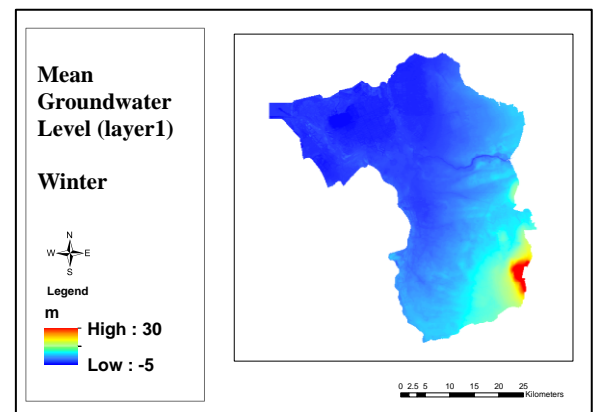 Mean
Groundwater
Level (layer1)
Winter
N
W E
S
Legend
m
High : 30
Low : -5
0 2.5 5 10 15 20 25
Kilometers